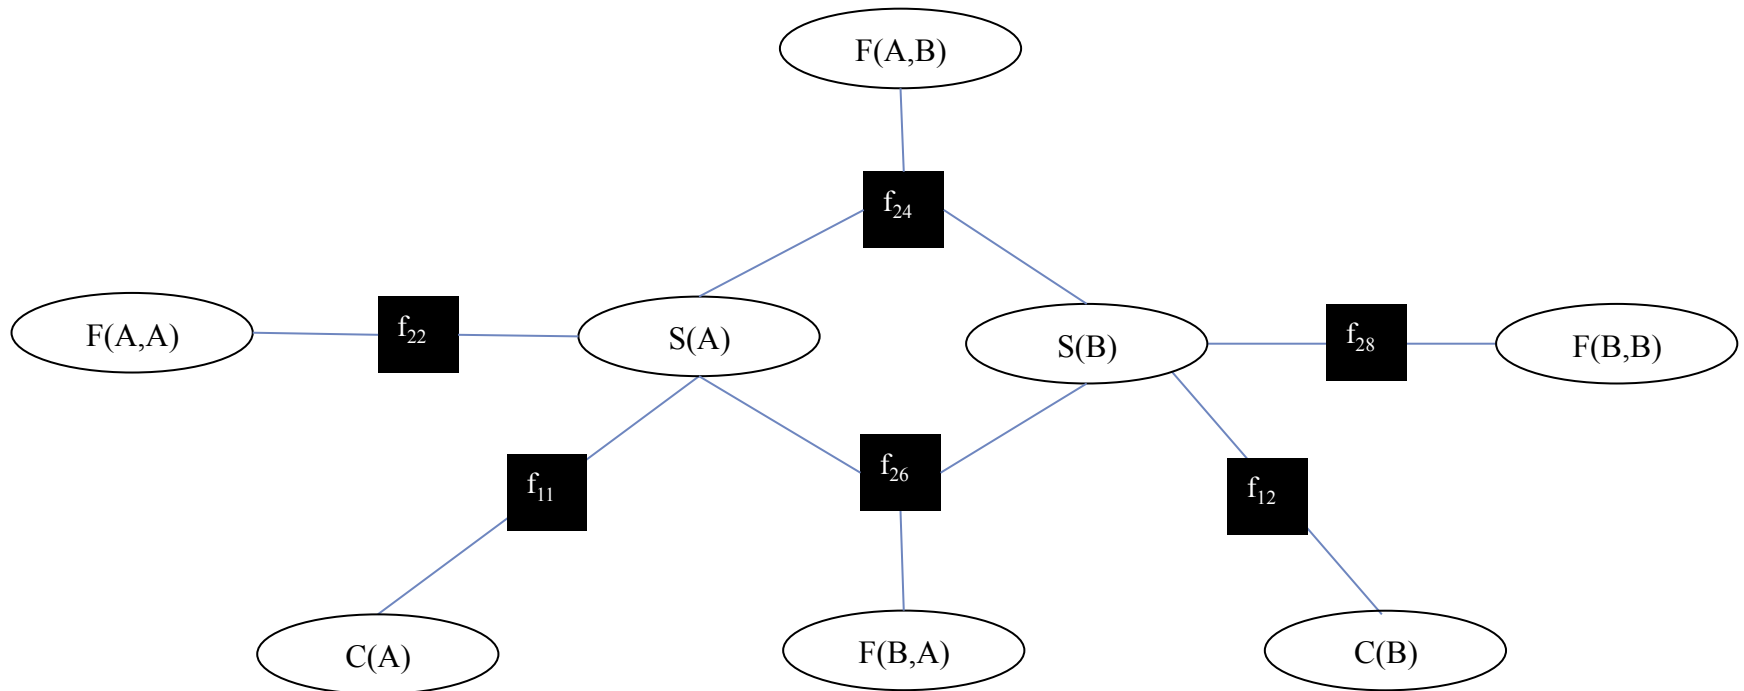 F(A,B)
f₂₄
F(A,A)
f₂₂
S(A)
S(B)
f₂₈
F(B,B)
f₁₁
f₂₆
f₁₂
C(A)
F(B,A)
C(B)